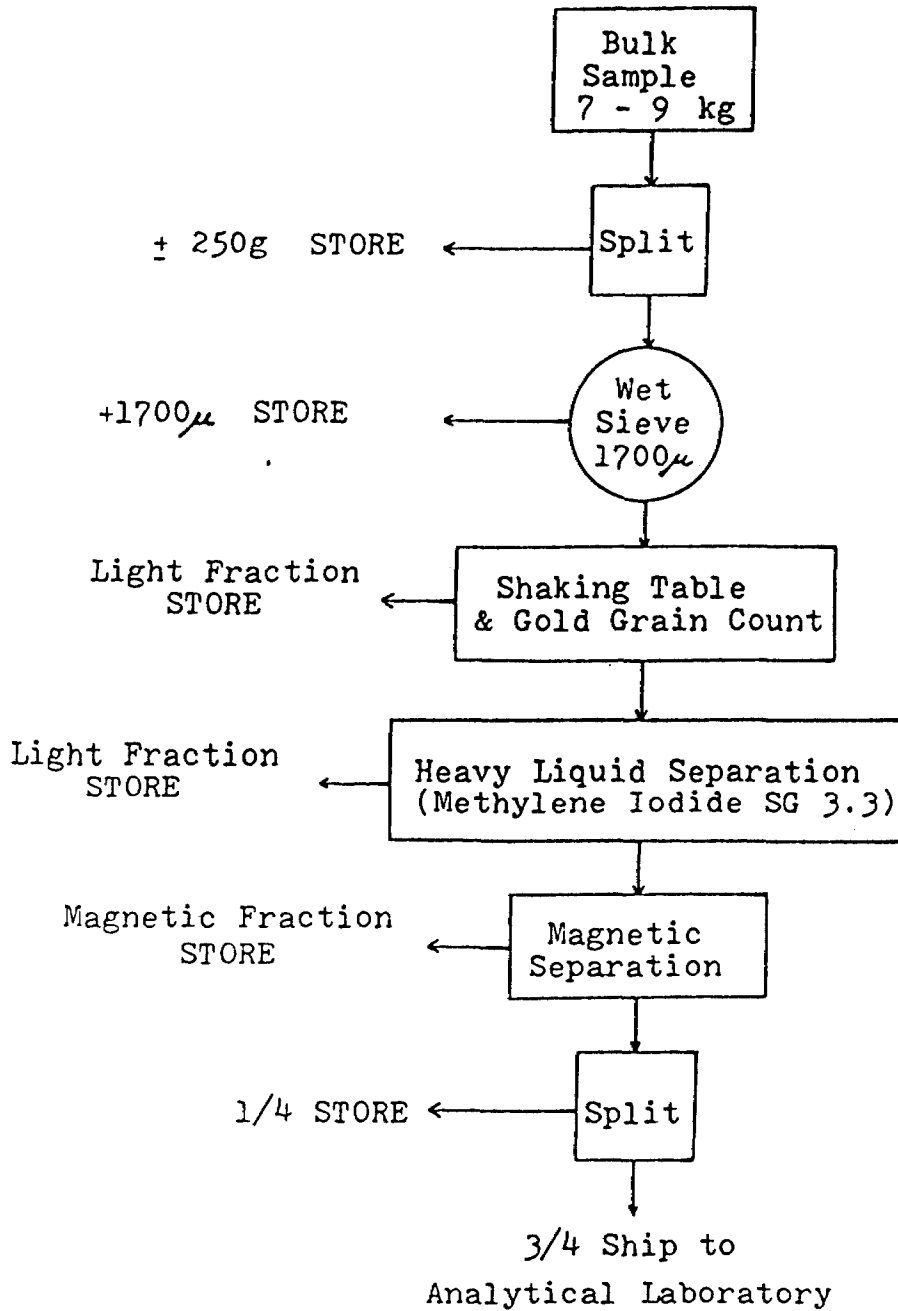 Bulk
Sample
7 - 9 kg
± 250g STORE
Split
+1700μ STORE
Wet
Sieve
1700μ
Light Fraction
STORE
Shaking Table
& Gold Grain Count
Light Fraction
STORE
Heavy Liquid Separation
(Methylene Iodide SG 3.3)
Magnetic Fraction
STORE
Magnetic
Separation
1/4 STORE
Split
3/4 Ship to
Analytical Laboratory